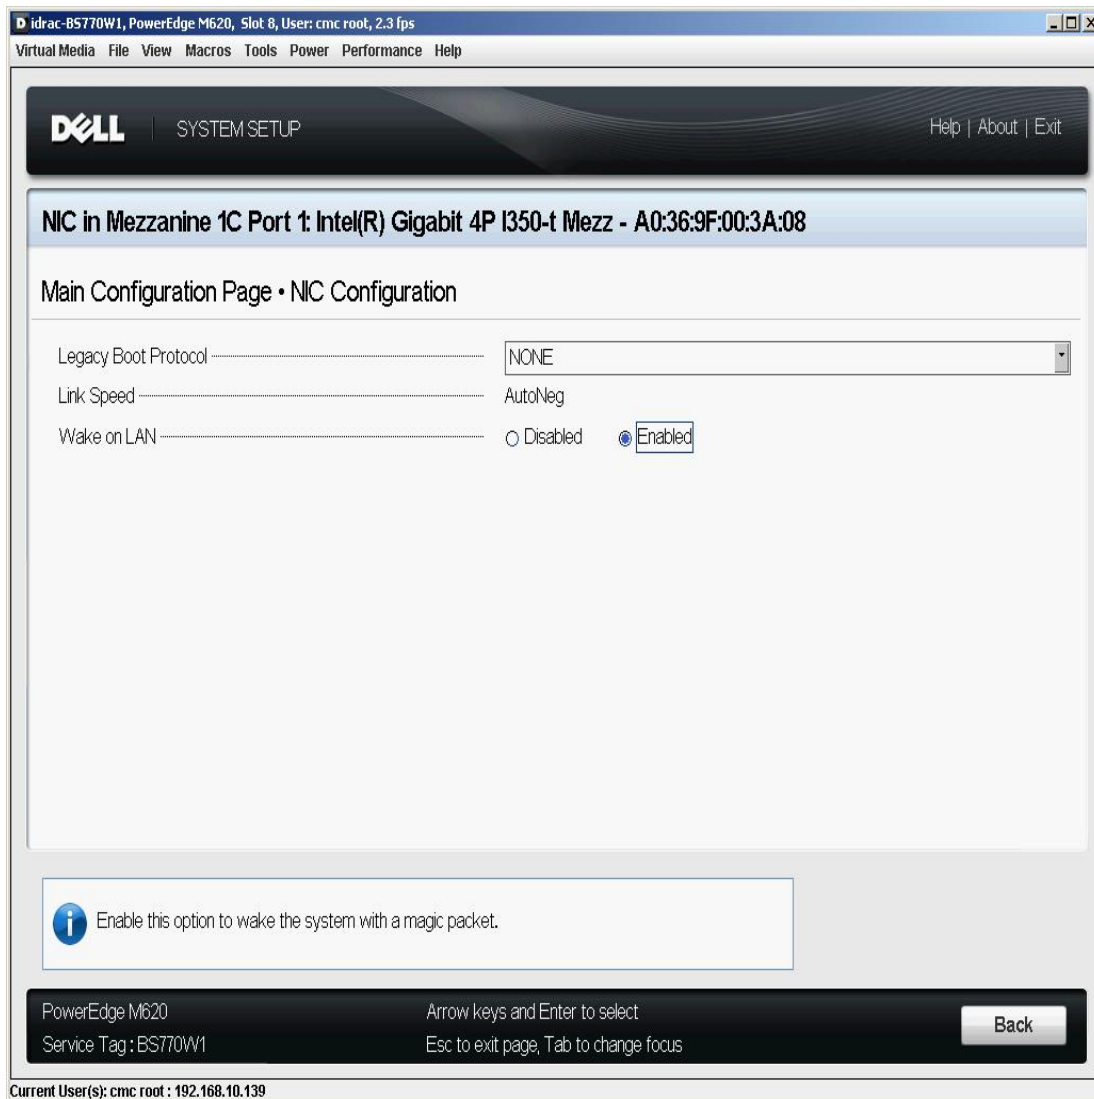 idrac-BS770W1, PowerEdge M620, Slot 8, User: cmc root, 2.3 fps
Virtual Media File View Macros Tools Power Performance Help
DELL SYSTEM SETUP Help | About | Exit
NIC in Mezzanine 1C Port 1: Intel(R) Gigabit 4P I350-t Mezz - A0:36:9F:00:3A:08
Main Configuration Page • NIC Configuration
Legacy Boot Protocol NONE
Link Speed AutoNeg
Wake on LAN Disabled Enabled
Enable this option to wake the system with a magic packet.
PowerEdge M620 Arrow keys and Enter to select
Service Tag : BS770W1 Esc to exit page, Tab to change focus
Back
Current User(s): cmc root : 192.168.10.139